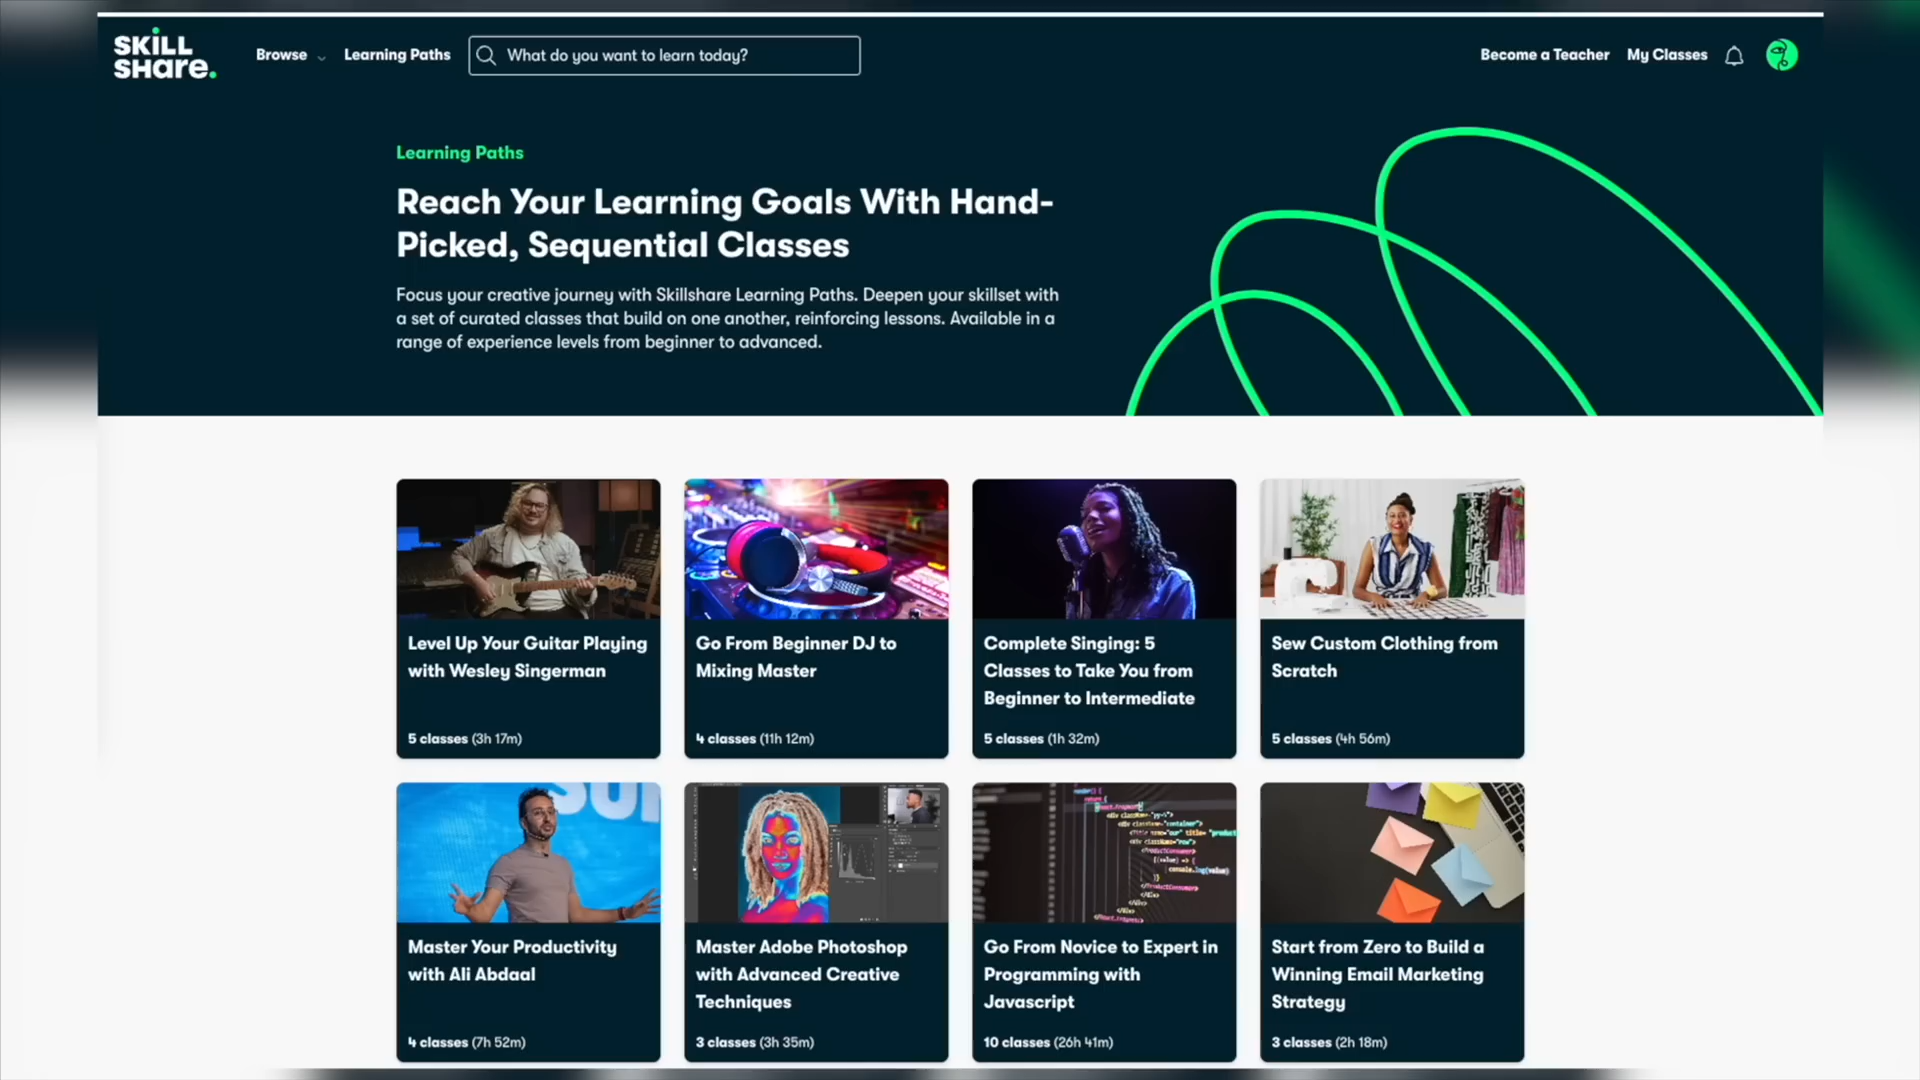 SKILL
SHare.
Browse
Learning Paths
What do you want to learn today?
Become a Teacher
My Classes
Learning Paths
Reach Your Learning Goals With Hand-
Picked, Sequential Classes
Focus your creative journey with Skillshare Learning Paths. Deepen your skillset with
a set of curated classes that build on one another, reinforcing lessons. Available in a
range of experience levels from beginner to advanced.
Level Up Your Guitar Playing
with Wesley Singerman
5 classes (3h 17m)
Go From Beginner DJ to
Mixing Master
4 classes (11h 12m)
Complete Singing: 5
Classes to Take You from
Beginner to Intermediate
5 classes (1h 32m)
Sew Custom Clothing from
Scratch
5 classes (4h 56m)
Master Your Productivity
with Ali Abdaal
4 classes (7h 52m)
Master Adobe Photoshop
with Advanced Creative
Techniques
3 classes (3h 35m)
Go From Novice to Expert in
Programming with
Javascript
10 classes (26h 41m)
Start from Zero to Build a
Winning Email Marketing
Strategy
3 classes (2h 18m)